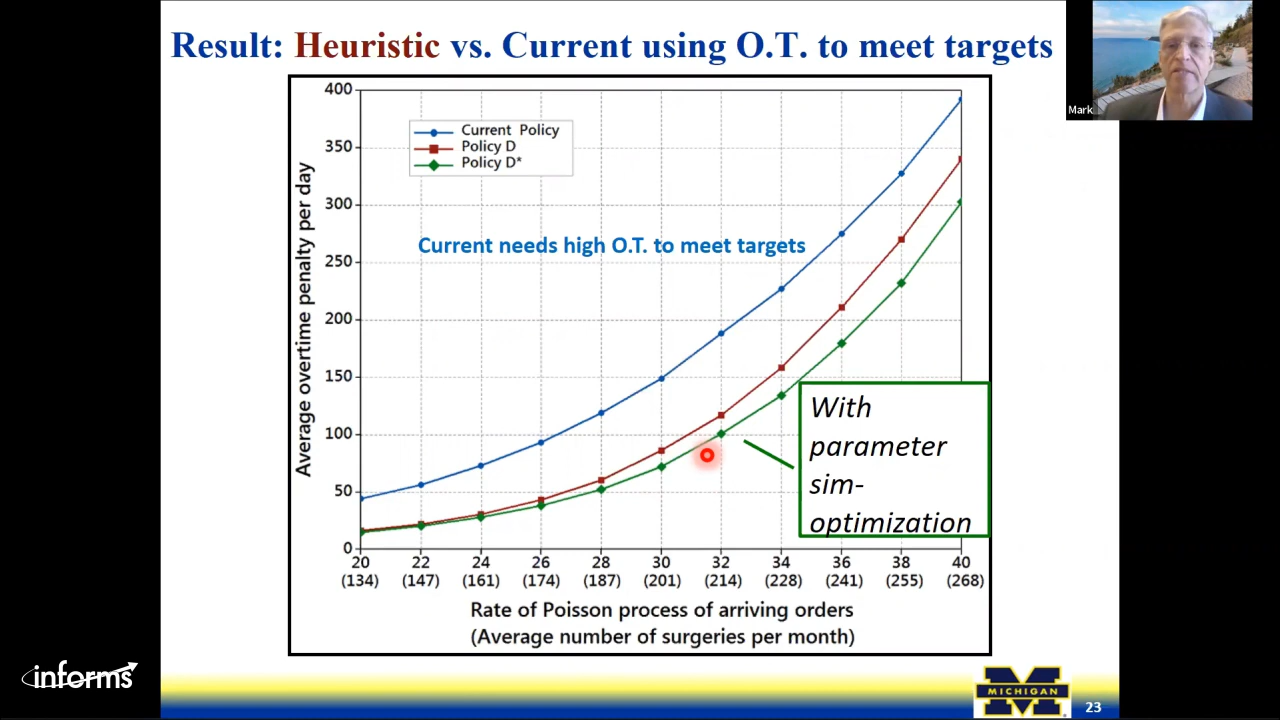 Result: Heuristic vs. Current using O.T. to meet targets
Mark
400
350
300
250
200
150
100
50
0
Average overtime penalty per day
Current Policy
Policy D
Policy D*
Current needs high O.T. to meet targets
With
parameter
sim-
optimization
20 22 24 26 28 30 32 34 36 38 40
(134) (147) (161) (174) (187) (201) (214) (228) (241) (255) (268)
Rate of Poisson process of arriving orders
(Average number of surgeries per month)
informs
M
MICHIGAN
23